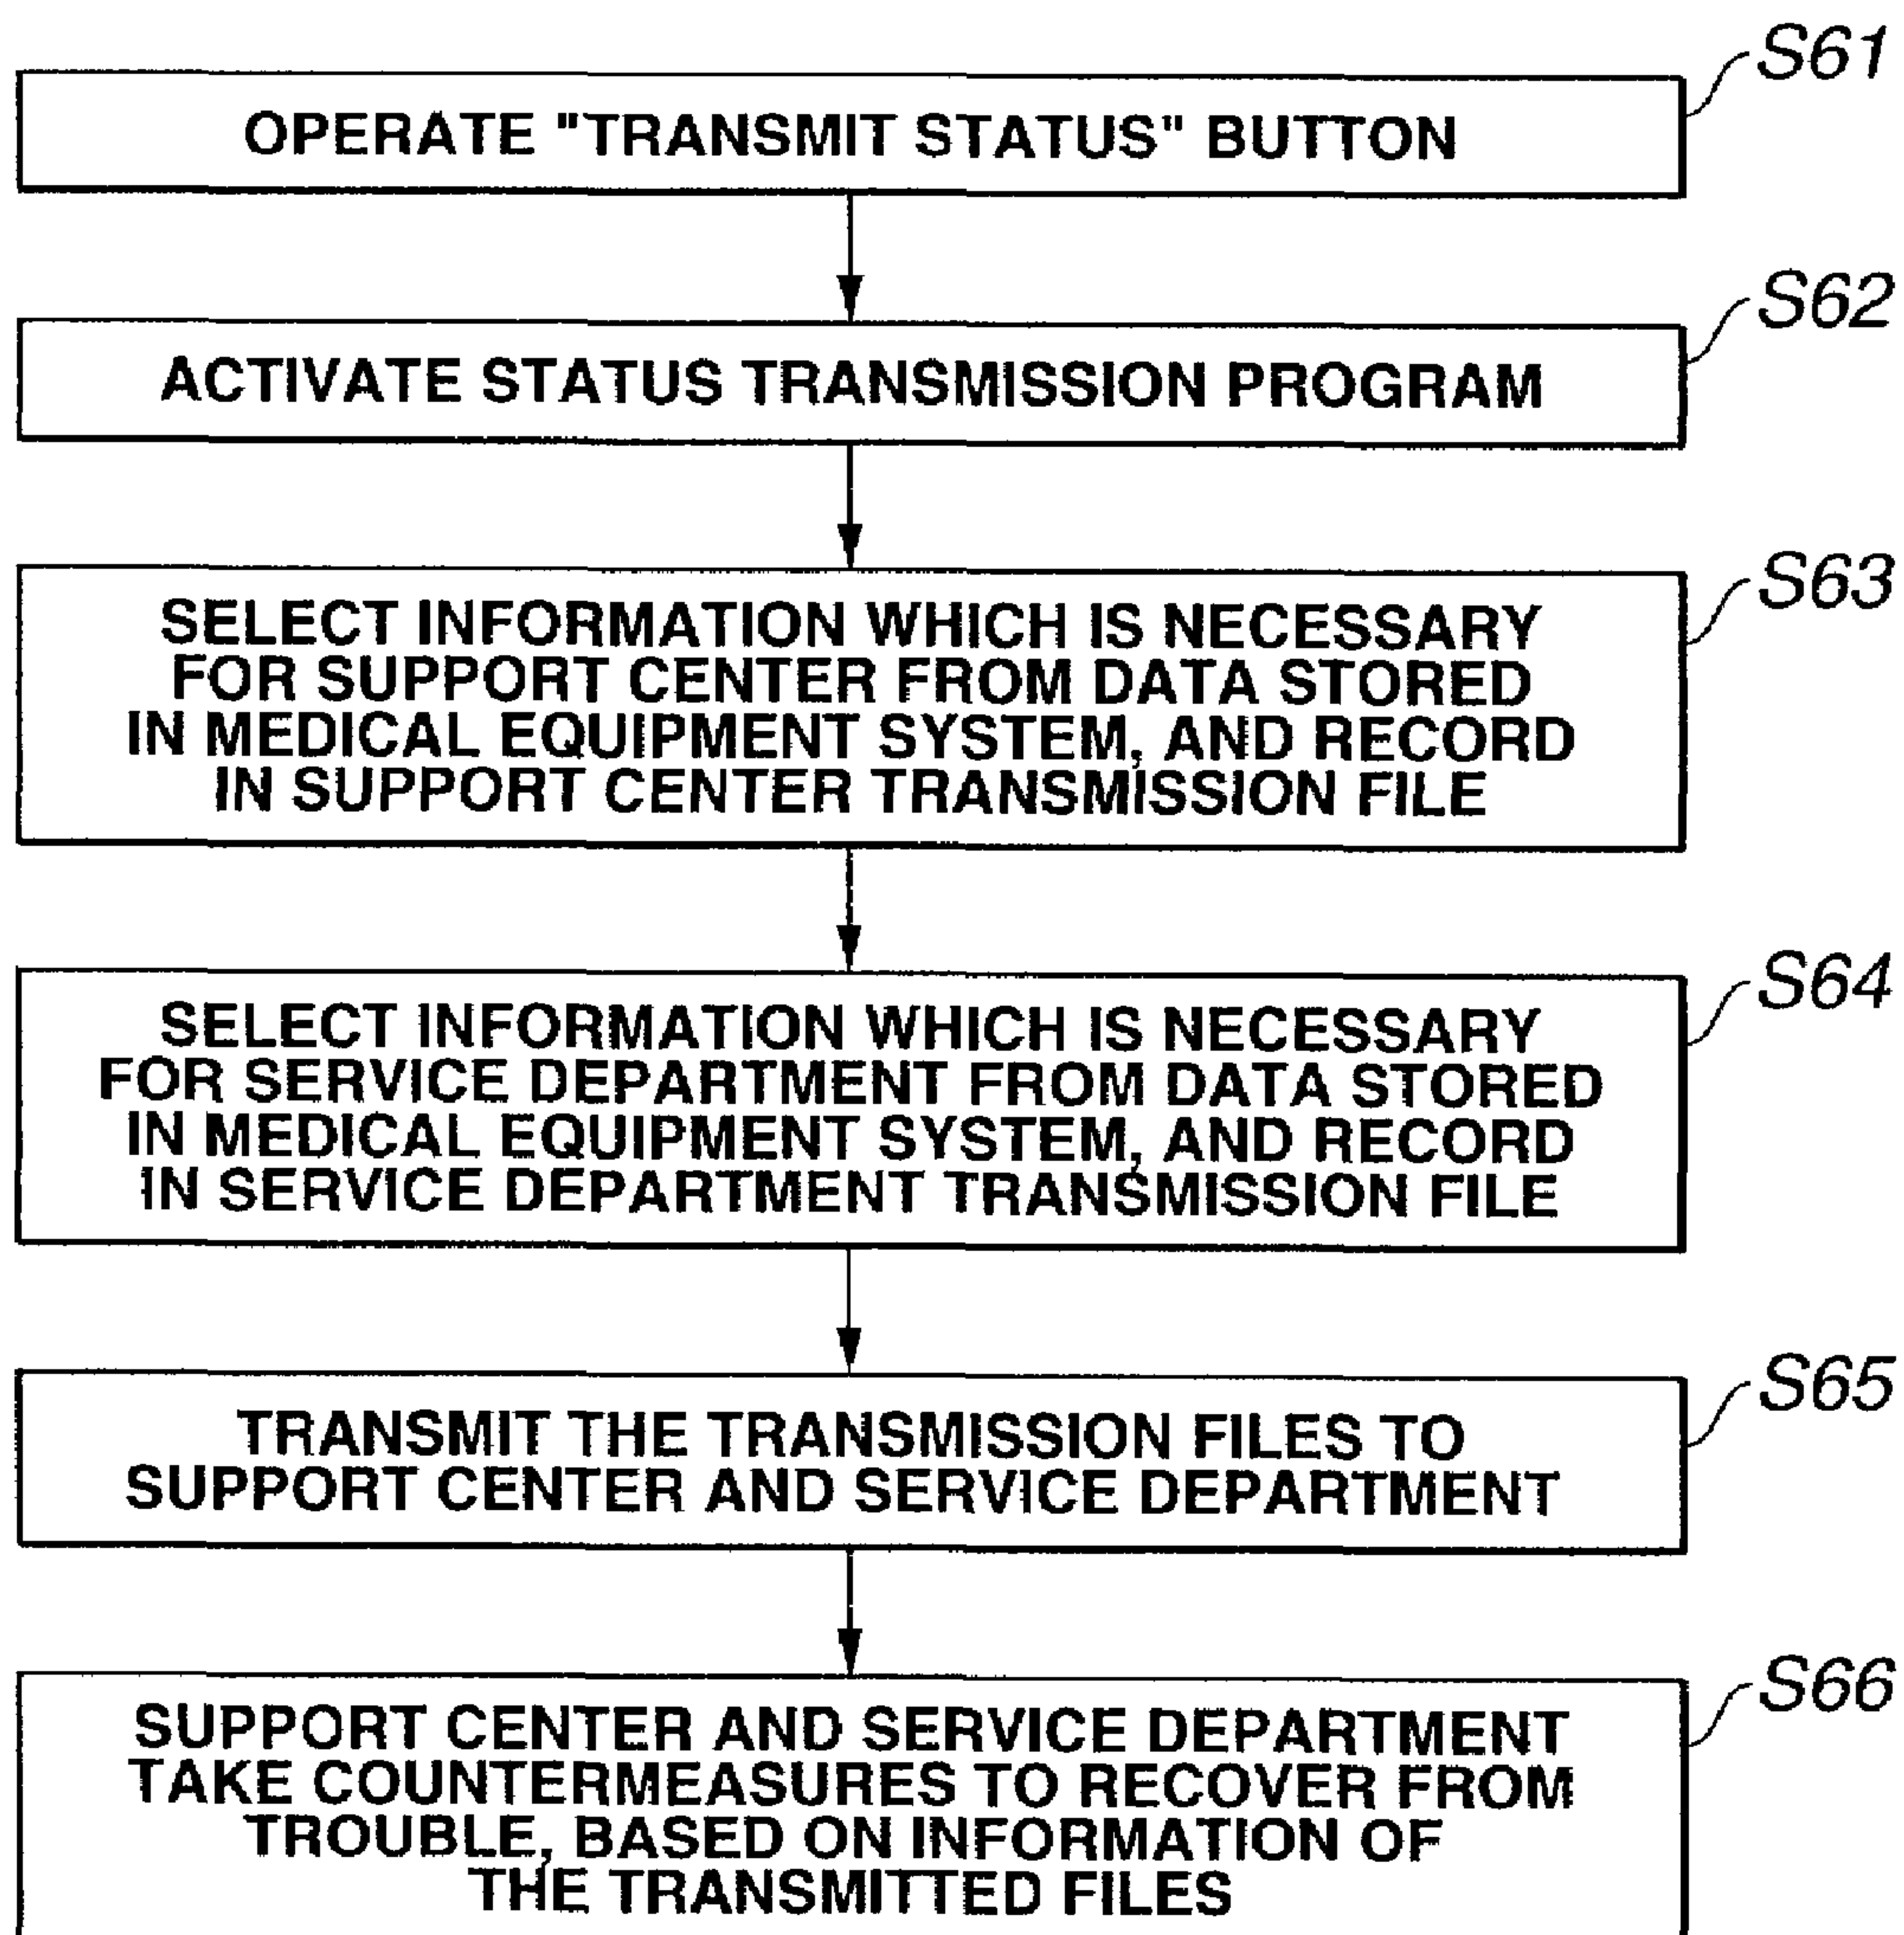 S61
OPERATE "TRANSMIT STATUS" BUTTON
S62
ACTIVATE STATUS TRANSMISSION PROGRAM
S63
SELECT INFORMATION WHICH IS NECESSARY
FOR SUPPORT CENTER FROM DATA STORED
IN MEDICAL EQUIPMENT SYSTEM, AND RECORD
IN SUPPORT CENTER TRANSMISSION FILE
S64
SELECT INFORMATION WHICH IS NECESSARY
FOR SERVICE DEPARTMENT FROM DATA STORED
IN MEDICAL EQUIPMENT SYSTEM, AND RECORD
IN SERVICE DEPARTMENT TRANSMISSION FILE
S65
TRANSMIT THE TRANSMISSION FILES TO
SUPPORT CENTER AND SERVICE DEPARTMENT
S66
SUPPORT CENTER AND SERVICE DEPARTMENT
TAKE COUNTERMEASURES TO RECOVER FROM
TROUBLE, BASED ON INFORMATION OF
THE TRANSMITTED FILES